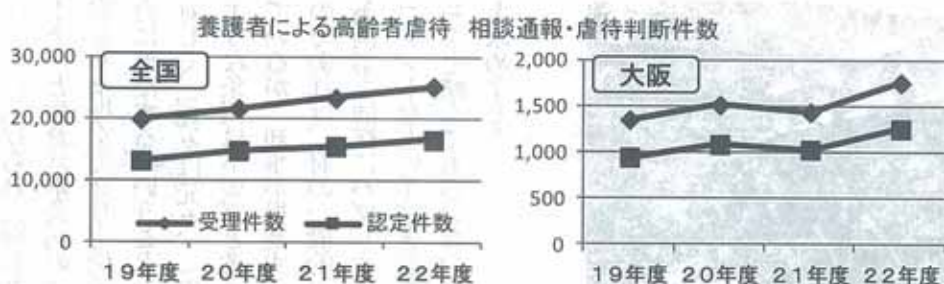 養護者による高齢者虐待 相談通報・虐待判断件数
全国
30,000
20,000
10,000
0
受理件数 認定件数
19年度 20年度 21年度 22年度
大阪
2,000
1,500
1,000
500
0
19年度 20年度 21年度 22年度